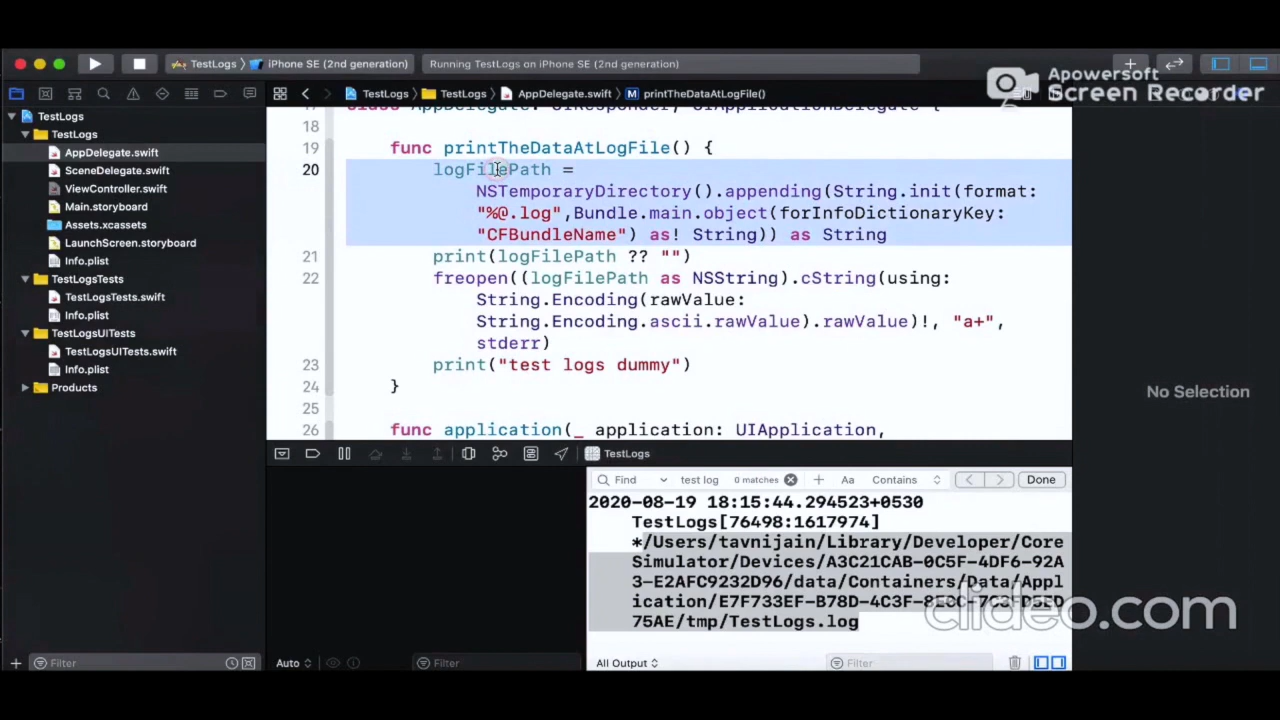 TestLogs
iPhone SE (2nd generation)
Running TestLogs on iPhone SE (2nd generation)
Apowersoft
Screen Recorder
TestLogs
TestLogs
AppDelegate.swift
M
printTheDataAtLogFile()
TestLogs
TestLogs
AppDelegate.swift
SceneDelegate.swift
ViewController.swift
Main.storyboard
Assets.xcassets
LaunchScreen.storyboard
Info.plist
TestLogsTests
TestLogsTests.swift
Info.plist
TestLogsUITests
TestLogsUITests.swift
Info.plist
Products
Filter
17 class AppDelegate: UIResponder, UIApplicationDelegate {
18
19 func printTheDataAtLogFile() {
20 logFilePath =
NSTemporaryDirectory().appending(String.init(format:
"%@.log",Bundle.main.object(forInfoDictionaryKey:
"CFBundleName") as! String)) as String
21 print(logFilePath ?? "")
22 freopen((logFilePath as NSString).cString(using:
String.Encoding(rawValue:
String.Encoding.ascii.rawValue).rawValue)!, "a+",
stderr)
23 print("test logs dummy")
24 }
25
26 func application(_ application: UIApplication,
No Selection
TestLogs
Find
test log
0 matches
Aa
Contains
Done
2020-08-19 18:15:44.294523+0530
TestLogs[76498:1617974]
*/Users/tavnijain/Library/Developer/Core
Simulator/Devices/A3C21CAB-0C5F-4DF6-92A
3-E2AFC9232D96/data/Containers/Data/Appl
75AE/tmp/TestLogs.log
clideo.com
Auto
Filter
All Output
Filter